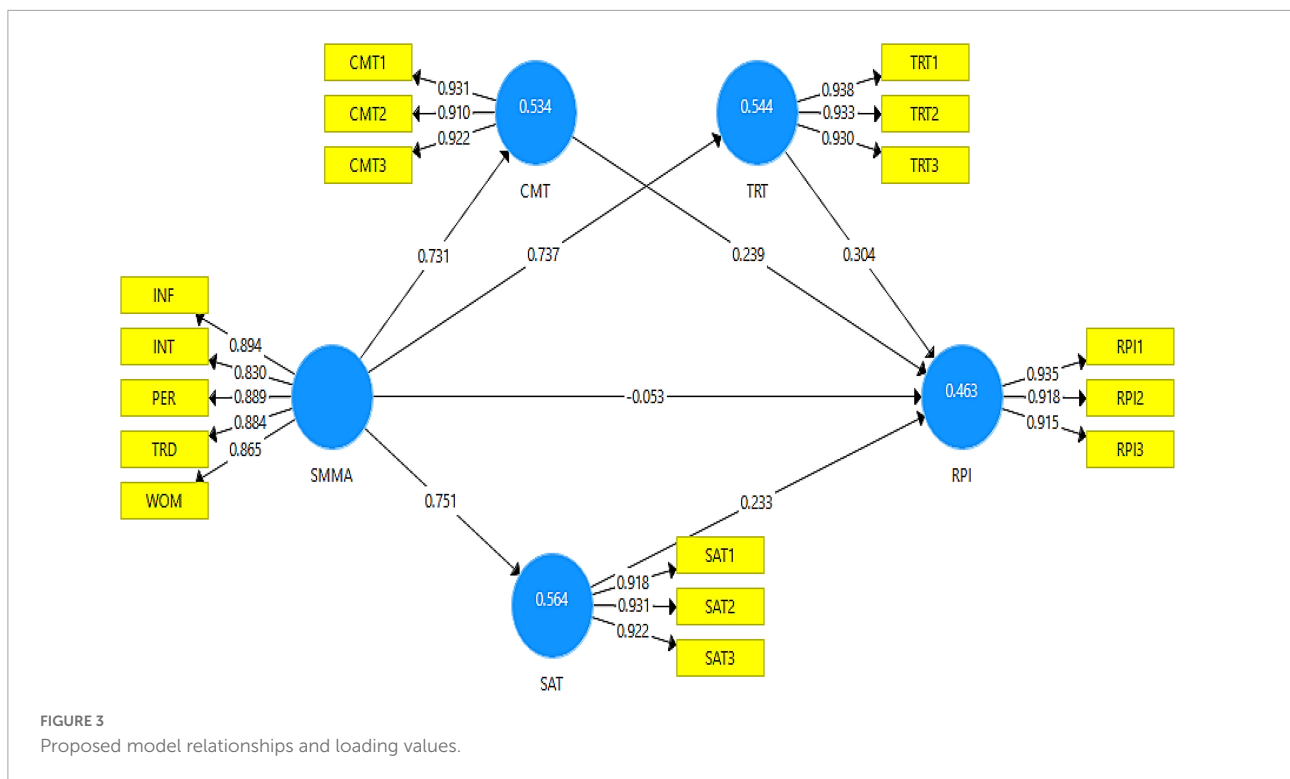 CMT1
CMT2
CMT3
0.931
0.910
0.922
0.534
CMT
0.544
TRT
0.938
0.933
0.930
TRT1
TRT2
TRT3
0.731
0.737
0.239
0.304
INF
INT
PER
TRD
WOM
0.894
0.830
0.889
0.884
0.865
SMMA
-0.053
0.463
RPI
0.935
0.918
0.915
RPI1
RPI2
RPI3
0.751
0.233
0.564
SAT
0.918
0.931
0.922
SAT1
SAT2
SAT3
FIGURE 3
Proposed model relationships and loading values.